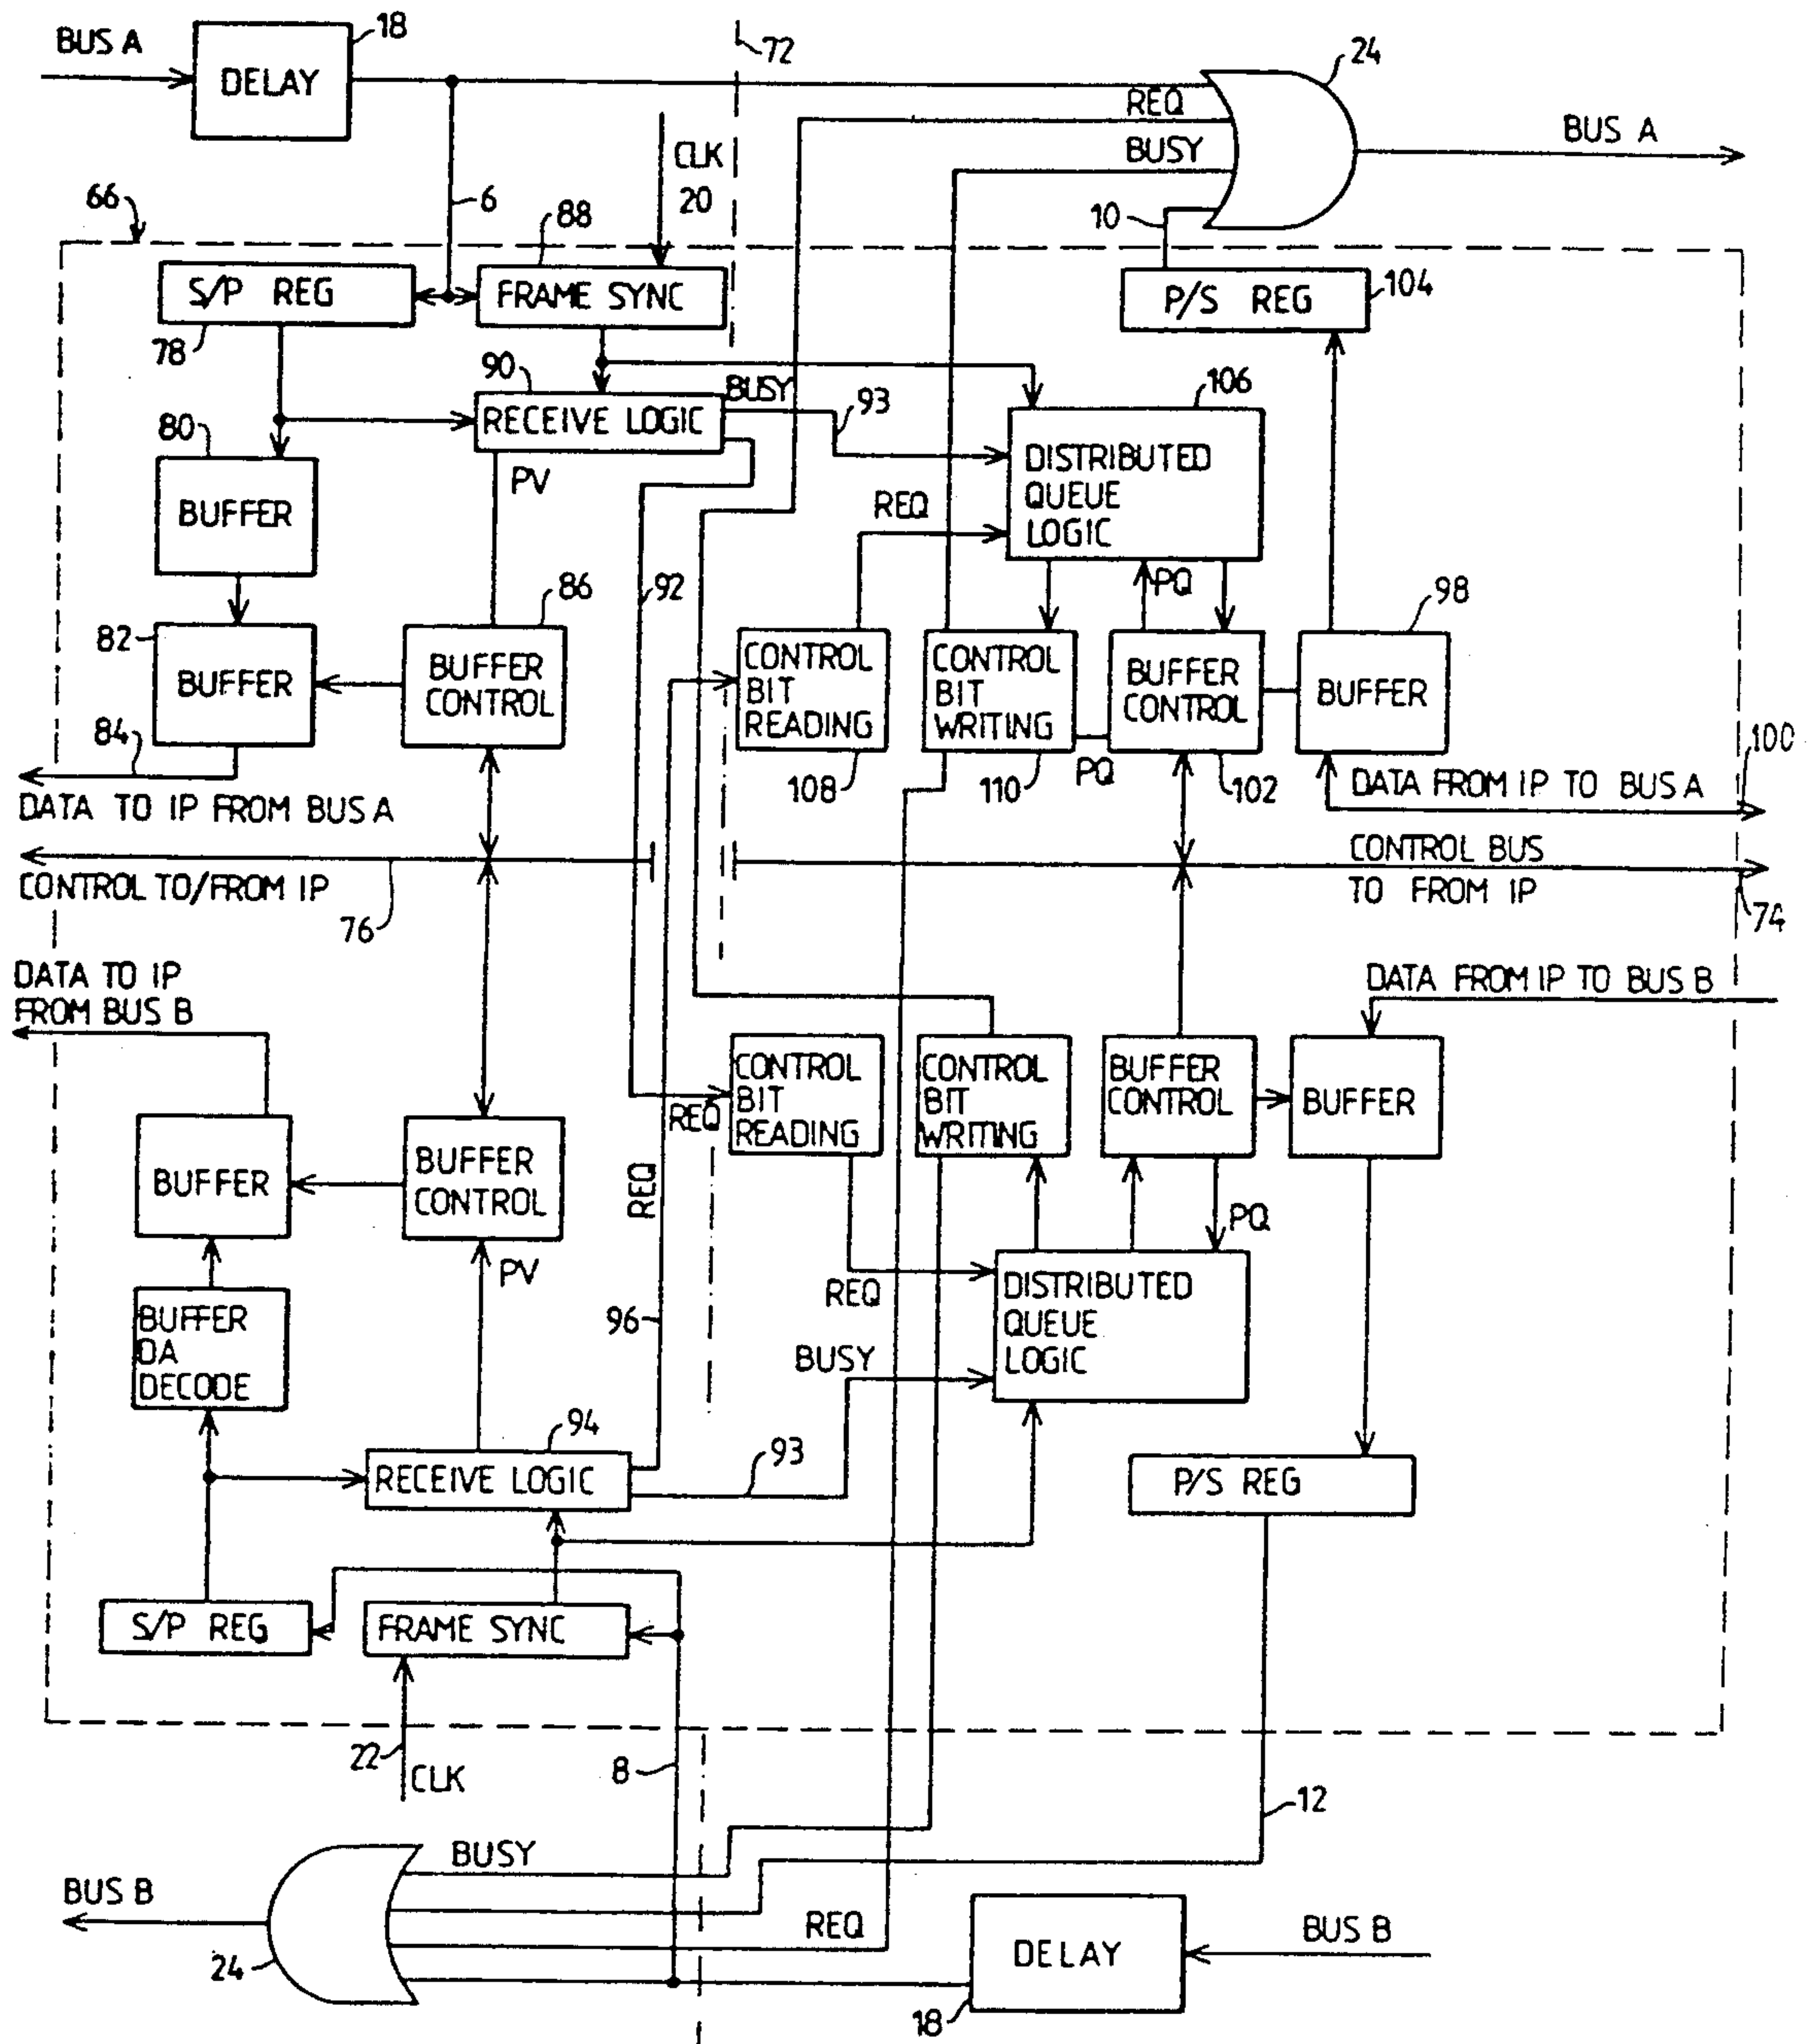 BUS A
18
DELAY
72
24
REQ
BUSY
BUS A
CLK
20
6
66
88
10
S/P REG
FRAME SYNC
P/S REG
104
78
90
BUSY
93
106
RECEIVE LOGIC
80
PV
DISTRIBUTED
QUEUE
LOGIC
BUFFER
REQ
92
86
PQ
98
82
BUFFER
BUFFER
CONTROL
CONTROL
BIT
READING
CONTROL
BIT
WRITING
BUFFER
CONTROL
BUFFER
84
108
110
PQ
102
100
DATA TO IP FROM BUS A
DATA FROM IP TO BUS A
CONTROL TO/FROM IP
76
CONTROL BUS
TO FROM IP
74
DATA TO IP
FROM BUS B
DATA FROM IP TO BUS B
CONTROL
BIT
READING
CONTROL
BIT
WRITING
BUFFER
CONTROL
BUFFER
REQ
BUFFER
BUFFER
CONTROL
REQ
PQ
PV
REQ
DISTRIBUTED
QUEUE
LOGIC
BUFFER
DA
DECODE
96
BUSY
94
RECEIVE LOGIC
93
P/S REG
S/P REG
FRAME SYNC
22
CLK
8
12
BUSY
BUS B
24
REQ
DELAY
BUS B
18